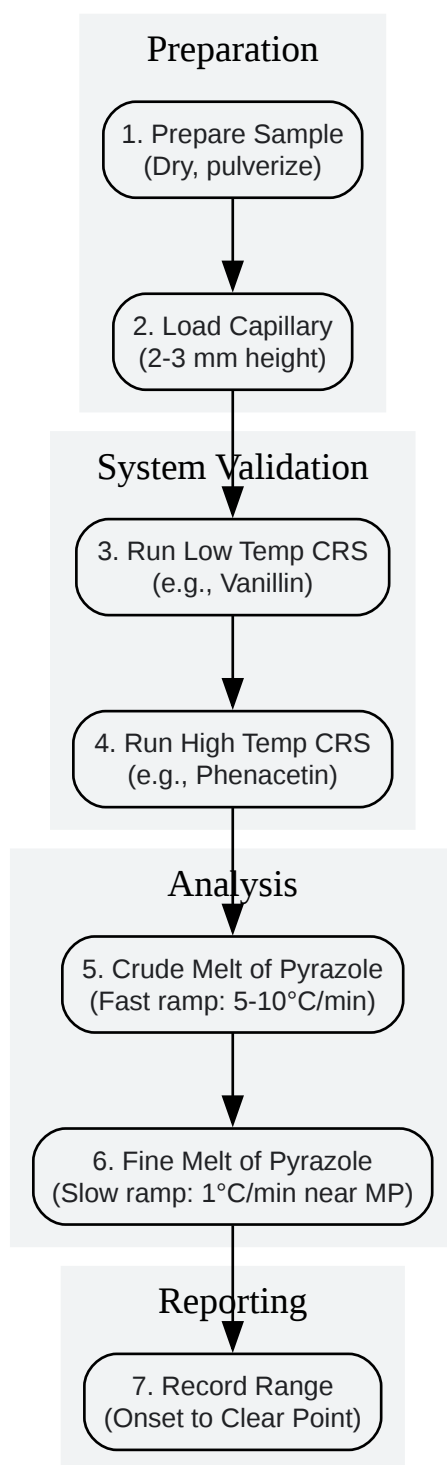 Preparation
1. Prepare Sample
(Dry, pulverize)
2. Load Capillary
(2-3 mm height)
System Validation
3. Run Low Temp CRS
(e.g., Vanillin)
4. Run High Temp CRS
(e.g., Phenacetin)
Analysis
5. Crude Melt of Pyrazole
(Fast ramp: 5-10°C/min)
6. Fine Melt of Pyrazole
(Slow ramp: 1°C/min near MP)
Reporting
7. Record Range
(Onset to Clear Point)